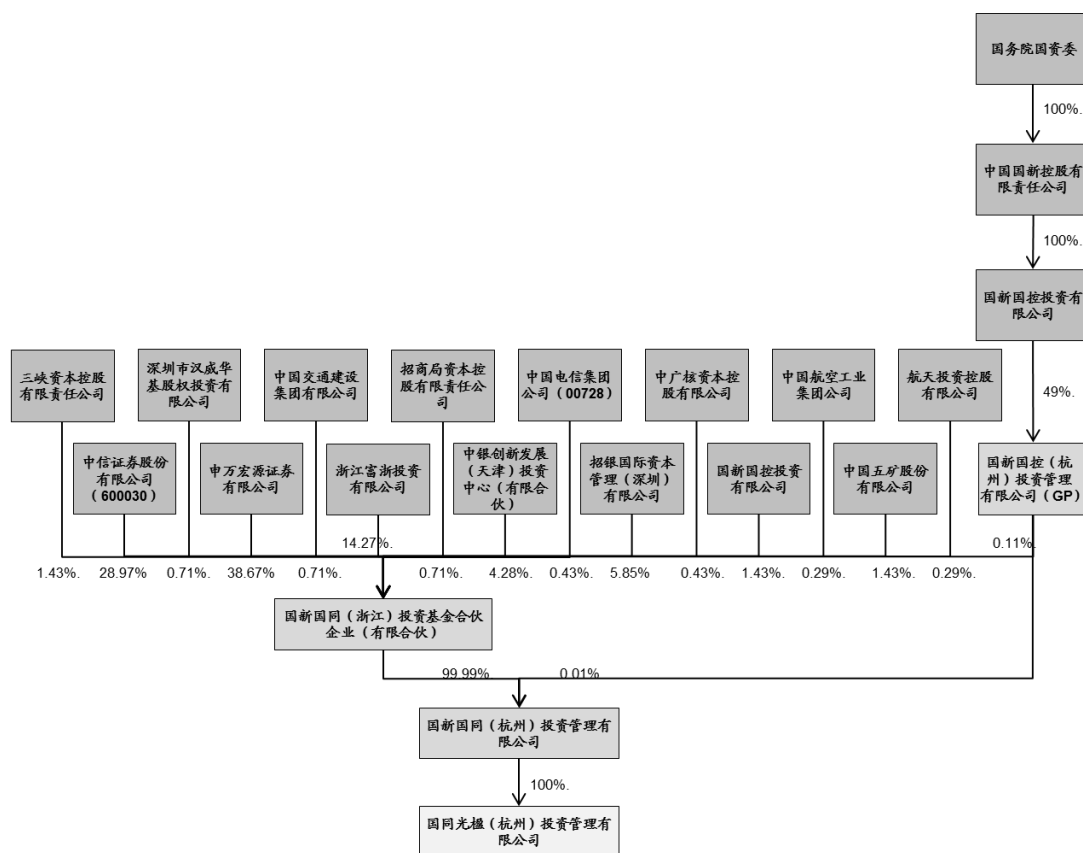 国务院国资委
100%.
中国国新控股有
限责任公司
100%.
国新国控投资有
限公司
49%.
三峡资本控股
有限责任公司
深圳市汉威华
基股权投资有
限公司
中国交通建设
集团有限公司
招商局资本控
股有限责任公
司
中国电信集团
公司（00728）
中广核资本控
股有限公司
中国航空工业
集团公司
航天投资控股
有限公司
中信证券股份
有限公司
（600030）
申万宏源证券
有限公司
浙江富浙投资
有限公司
中银创新发展
（天津）投资
中心（有限合
伙）
招银国际资本
管理（深圳）
有限公司
国新国控投资
有限公司
中国五矿股份
有限公司
国新国控（杭
州）投资管理
有限公司（GP）
14.27%.
0.11%.
1.43%.
28.97%
0.71%.
38.67%
0.71%.
0.71%.
4.28%.
0.43%.
5.85%
0.43%.
1.43%.
0.29%.
1.43%.
0.29%.
国新国同（浙江）投资基金合伙
企业（有限合伙）
99.99%.
0.01%
国新国同（杭州）投资管理有
限公司
100%.
国同光楹（杭州）投资管理有
限公司